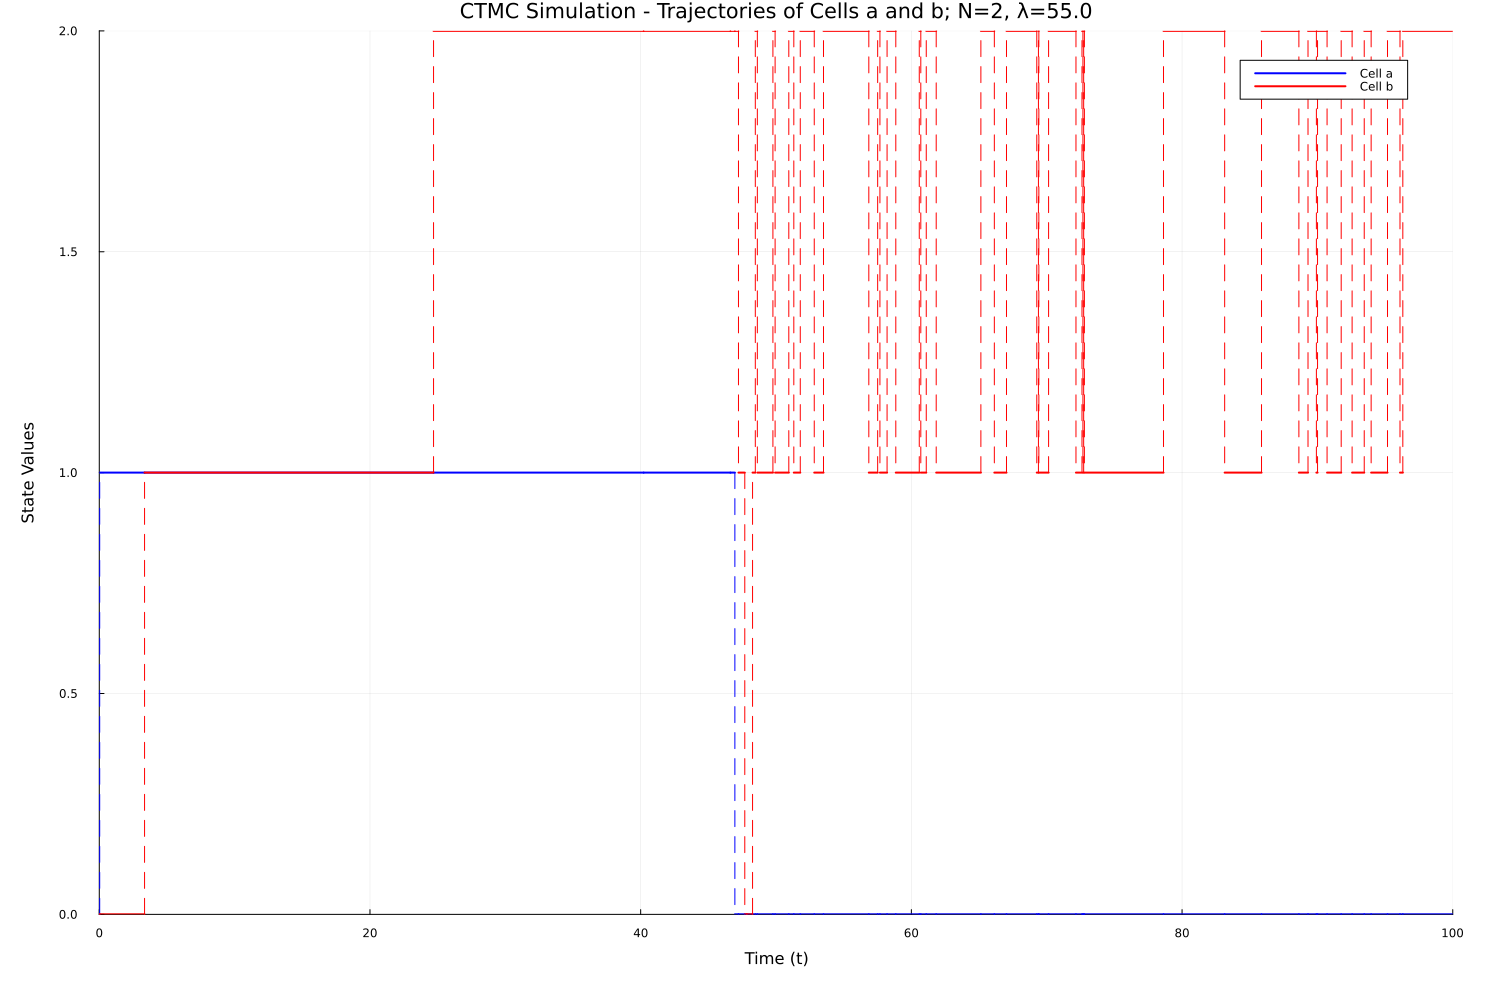 CTMC Simulation - Trajectories of Cells a and b; N=2, λ=55.0
2.0
Cell a
Cell b
1.5
1.0
State Values
0.5
0.0
0 20 40 60 80 100
Time (t)